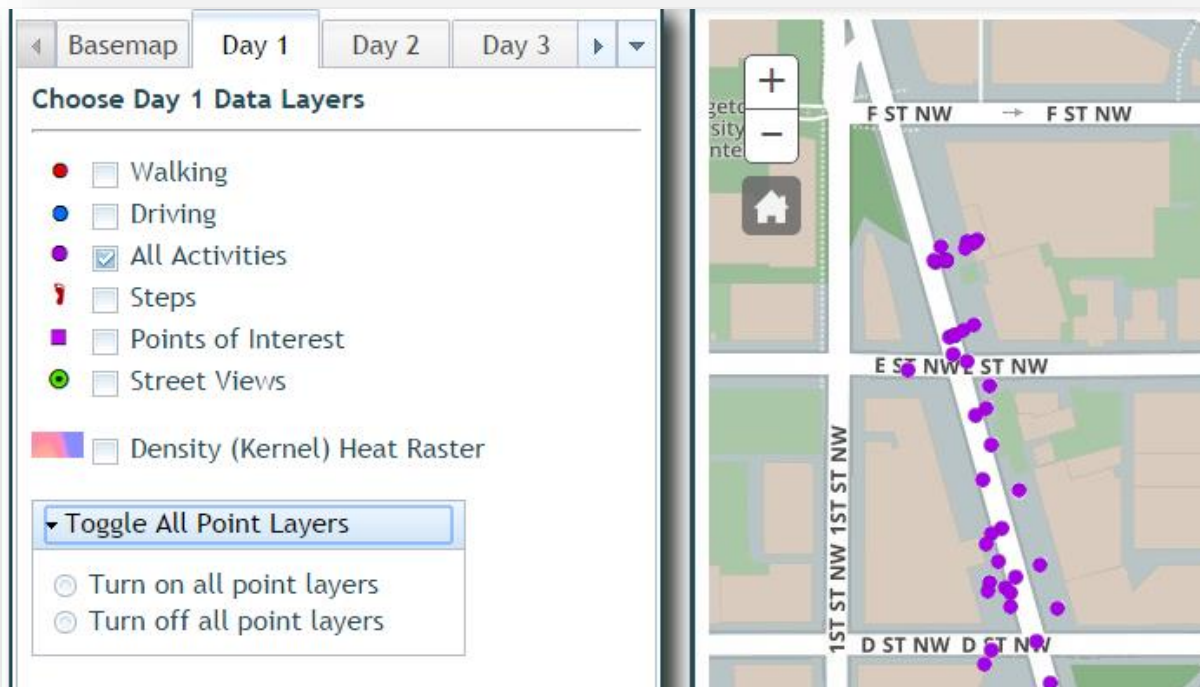 Basemap
Day 1
Day 2
Day 3
Choose Day 1 Data Layers
Walking
Driving
All Activities
Steps
Points of Interest
Street Views
Density (Kernel) Heat Raster
Toggle All Point Layers
Turn on all point layers
Turn off all point layers
+
−
F ST NW → F ST NW
E ST NW E ST NW
1ST ST NW 1ST ST NW
D ST NW D ST NW